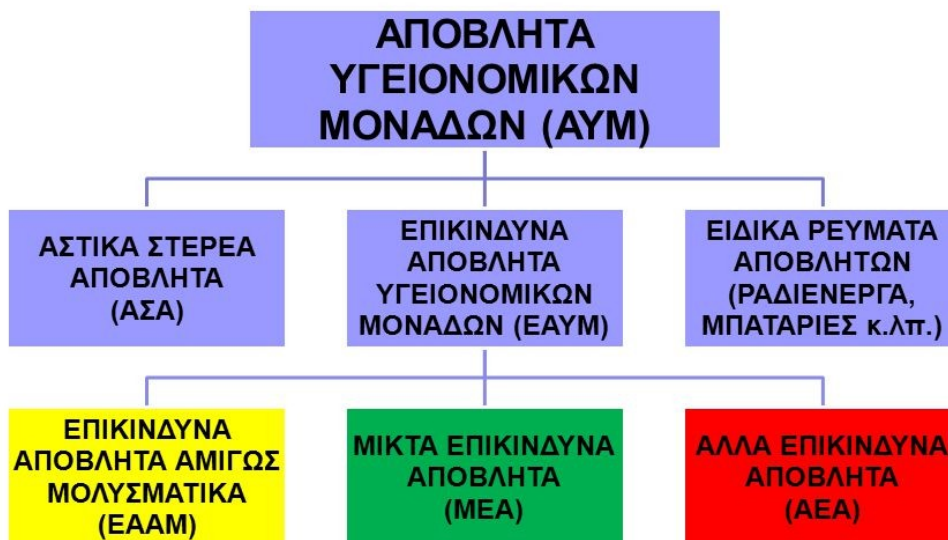 ΑΠΟΒΛΗΤΑ
ΥΓΕΙΟΝΟΜΙΚΩΝ
ΜΟΝΑΔΩΝ (ΑΥΜ)
ΑΣΤΙΚΑ ΣΤΕΡΕΑ
ΑΠΟΒΛΗΤΑ
(ΑΣΑ)
ΕΠΙΚΙΝΔΥΝΑ
ΑΠΟΒΛΗΤΑ
ΥΓΕΙΟΝΟΜΙΚΩΝ
ΜΟΝΑΔΩΝ (ΕΑΥΜ)
ΕΙΔΙΚΑ ΡΕΥΜΑΤΑ
ΑΠΟΒΛΗΤΩΝ
(ΡΑΔΙΕΝΕΡΓΑ,
ΜΠΑΤΑΡΙΕΣ κ.λπ.)
ΕΠΙΚΙΝΔΥΝΑ
ΑΠΟΒΛΗΤΑ ΑΜΙΓΩΣ
ΜΟΛΥΣΜΑΤΙΚΑ
(ΕΑΑΜ)
ΜΙΚΤΑ ΕΠΙΚΙΝΔΥΝΑ
ΑΠΟΒΛΗΤΑ
(ΜΕΑ)
ΑΛΛΑ ΕΠΙΚΙΝΔΥΝΑ
ΑΠΟΒΛΗΤΑ
(ΑΕΑ)